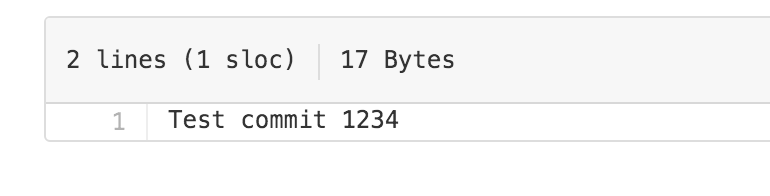 2 lines (1 sloc) 17 Bytes
1 Test commit 1234